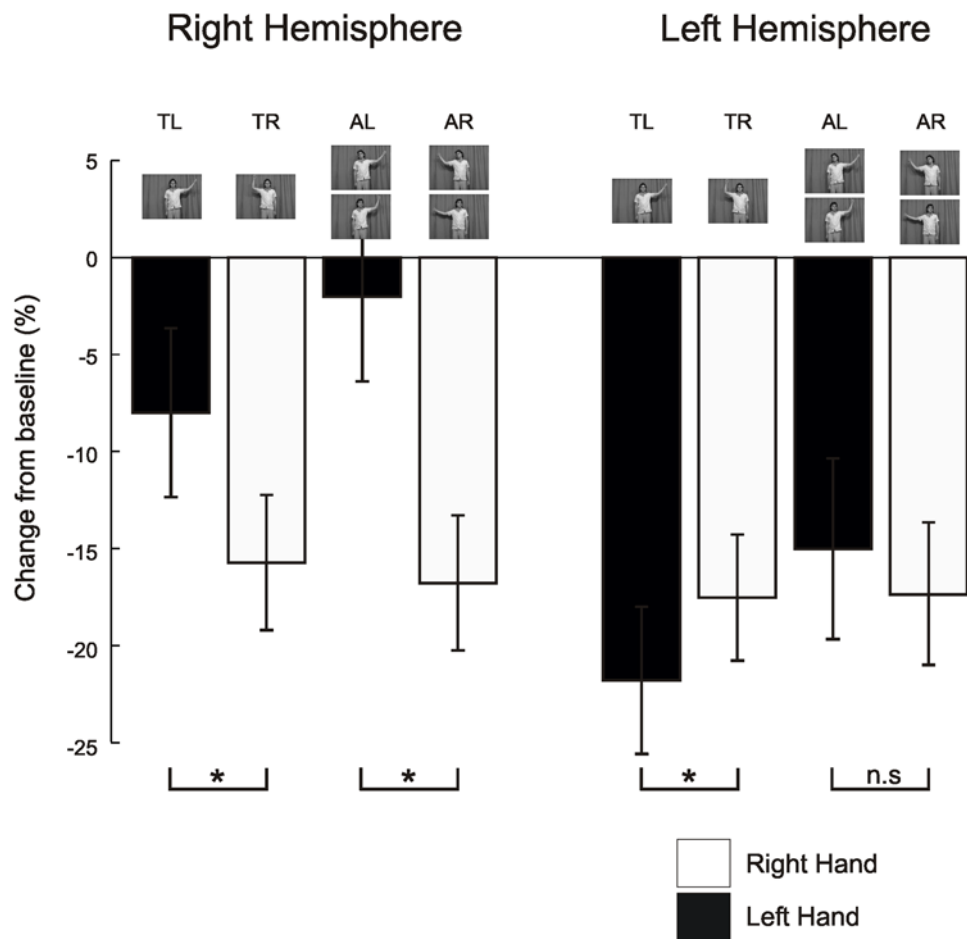 Right Hemisphere Left Hemisphere
TL TR AL AR TL TR AL AR
5
0
-5
-10
-15
-20
-25
Change from baseline (%)
* * * n.s
Right Hand
Left Hand